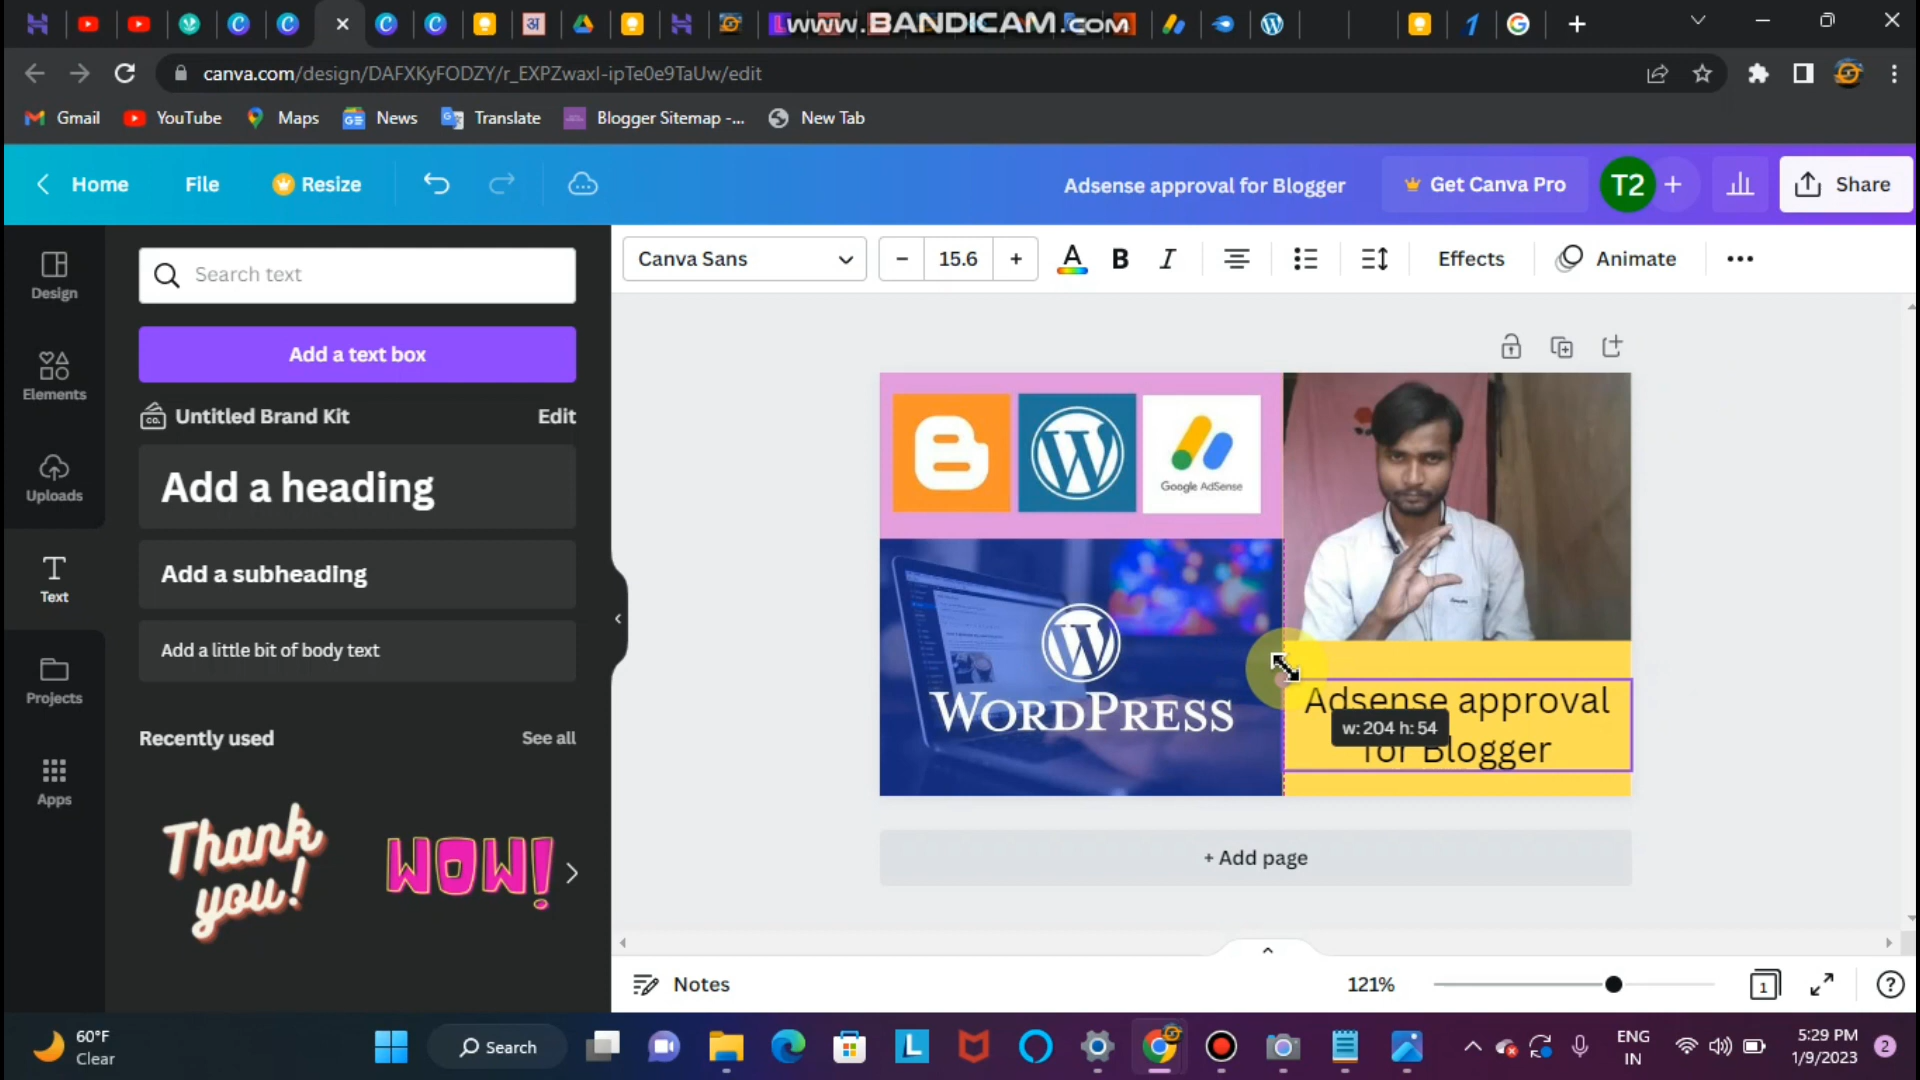 www.BANDICAM.com
canva.com/design/DAFXKyFODZY/r_EXPZwaxI-ipTe0e9TaUw/edit
Gmail YouTube Maps News Translate Blogger Sitemap -... New Tab
Home File Resize Adsense approval for Blogger Get Canva Pro T2 + Share
Canva Sans − 15.6 + A B I Effects Animate
Search text
Add a text box
Untitled Brand Kit Edit
Add a heading
Add a subheading
Add a little bit of body text
Recently used See all
Thank you!
WOW!
Design
Elements
Uploads
Text
Projects
Apps
Google AdSense
WORDPRESS
Adsense approval
for Blogger
w: 204 h: 54
+ Add page
Notes 121% 1
60°F
Clear
Search
ENG
IN
5:29 PM
1/9/2023
2